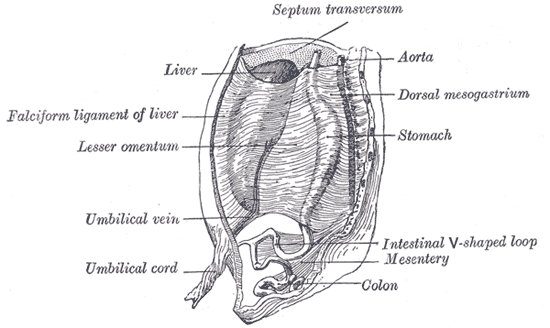 Septum transversum
Liver
Aorta
Falciform ligament of liver
Dorsal mesogastrium
Lesser omentum
Stomach
Umbilical vein
Umbilical cord
Intestinal V-shaped loop
Mesentery
Colon